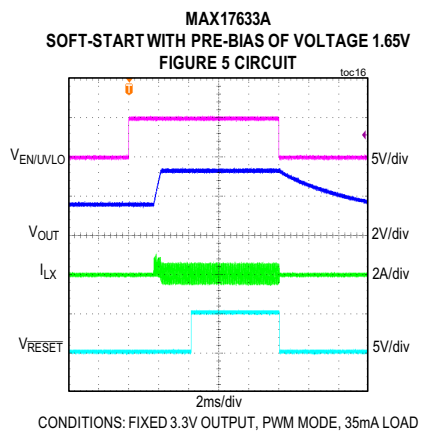 MAX17633A
SOFT-START WITH PRE-BIAS OF VOLTAGE 1.65V
FIGURE 5 CIRCUIT
toc16
T
VEN/UVLO
5V/div
VOUT
2V/div
ILX
2A/div
VRESET
5V/div
2ms/div
CONDITIONS: FIXED 3.3V OUTPUT, PWM MODE, 35mA LOAD